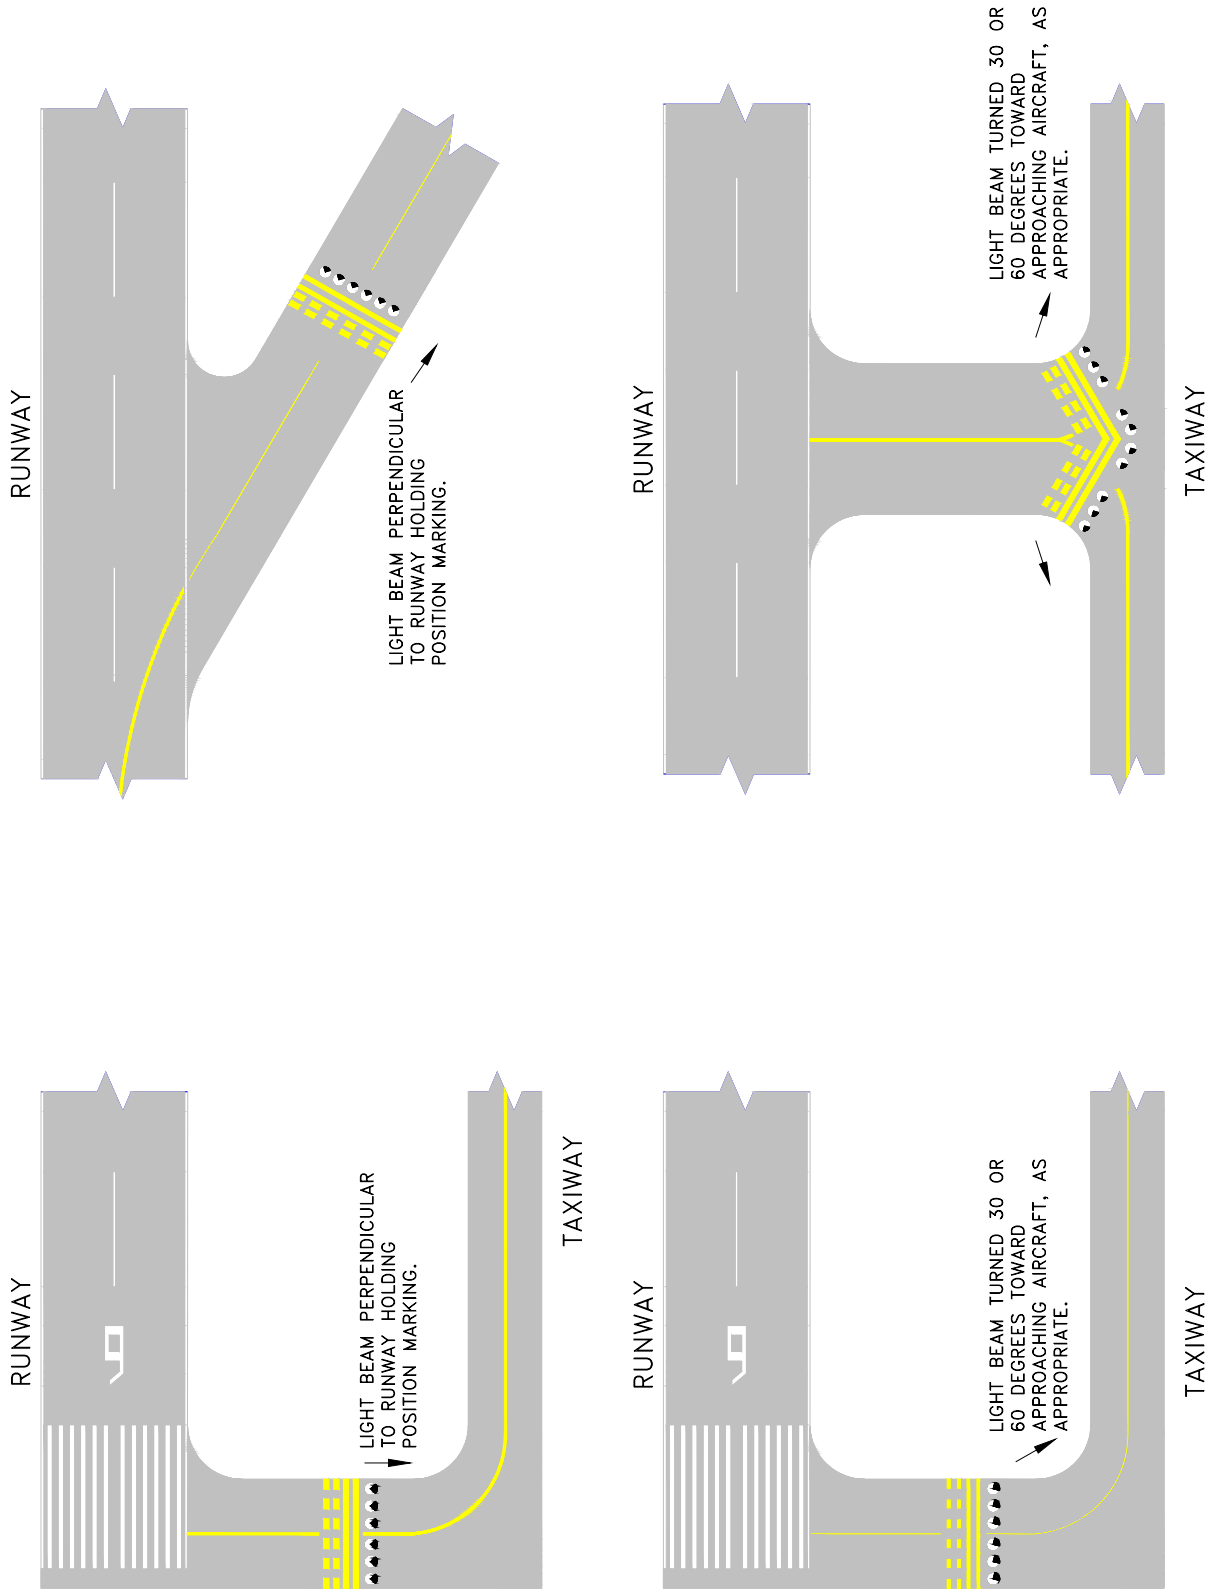 RUNWAY
LIGHT BEAM PERPENDICULAR
TO RUNWAY HOLDING
POSITION MARKING.
TAXIWAY
RUNWAY
LIGHT BEAM PERPENDICULAR
TO RUNWAY HOLDING
POSITION MARKING.
RUNWAY
LIGHT BEAM TURNED 30 OR
60 DEGREES TOWARD
APPROACHING AIRCRAFT, AS
APPROPRIATE.
TAXIWAY
RUNWAY
LIGHT BEAM TURNED 30 OR
60 DEGREES TOWARD
APPROACHING AIRCRAFT, AS
APPROPRIATE.
TAXIWAY